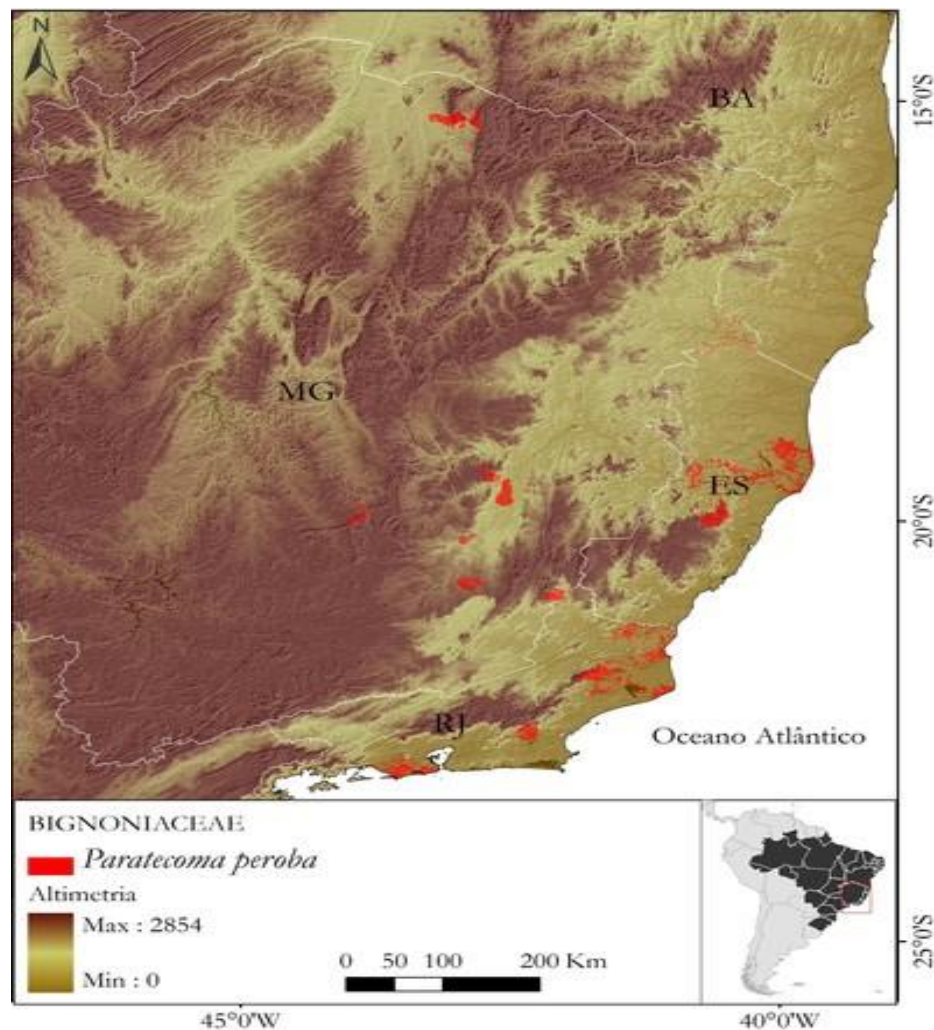 N
BA
15°0'S
MG
ES
20°0'S
RJ
Oceano Atlântico
BIGNONIACEAE
Paratecoma peroba
Altimetria
Max : 2854
Min : 0
0 50 100 200 Km
25°0'S
45°0'W 40°0'W